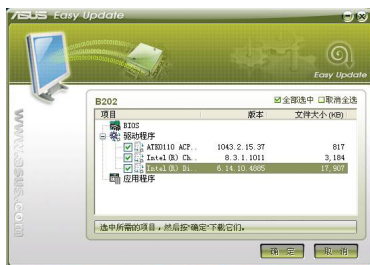 ASUS Easy Update
Easy Update
B202
全部选中 取消全选
项目 版本 文件大小(KB)
BIOS
驱动程序
ATK0110 ACP.. 1043.2.15.37 817
Intel(R) Ch.. 8.3.1.1011 3,184
Intel(R) Di.. 6.14.10.4885 17,907
应用程序
选中所需的项目，然后按"确定"下载它们。
确 定 取 消
www.asus.com